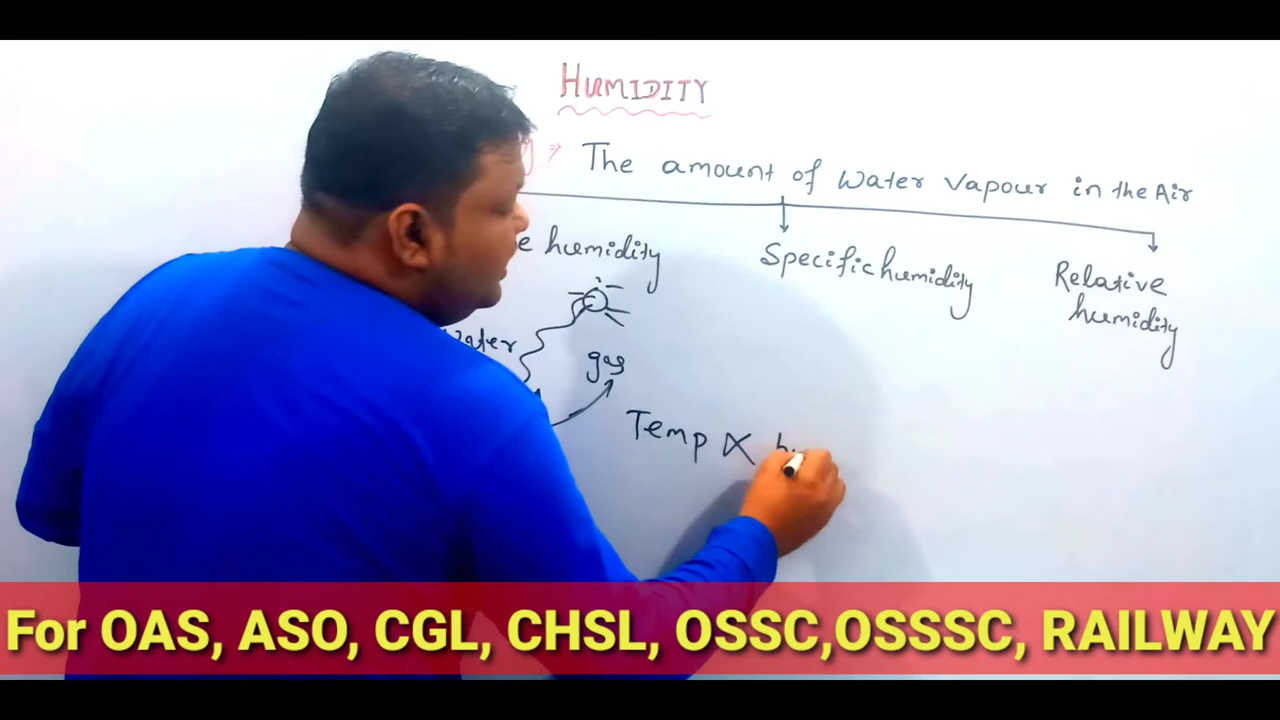 HUMIDITY
The amount of Water Vapour in the Air
humidity
Specific humidity
Relative
humidity
gas
Temp ∝
For OAS, ASO, CGL, CHSL, OSSC,OSSSC, RAILWAY